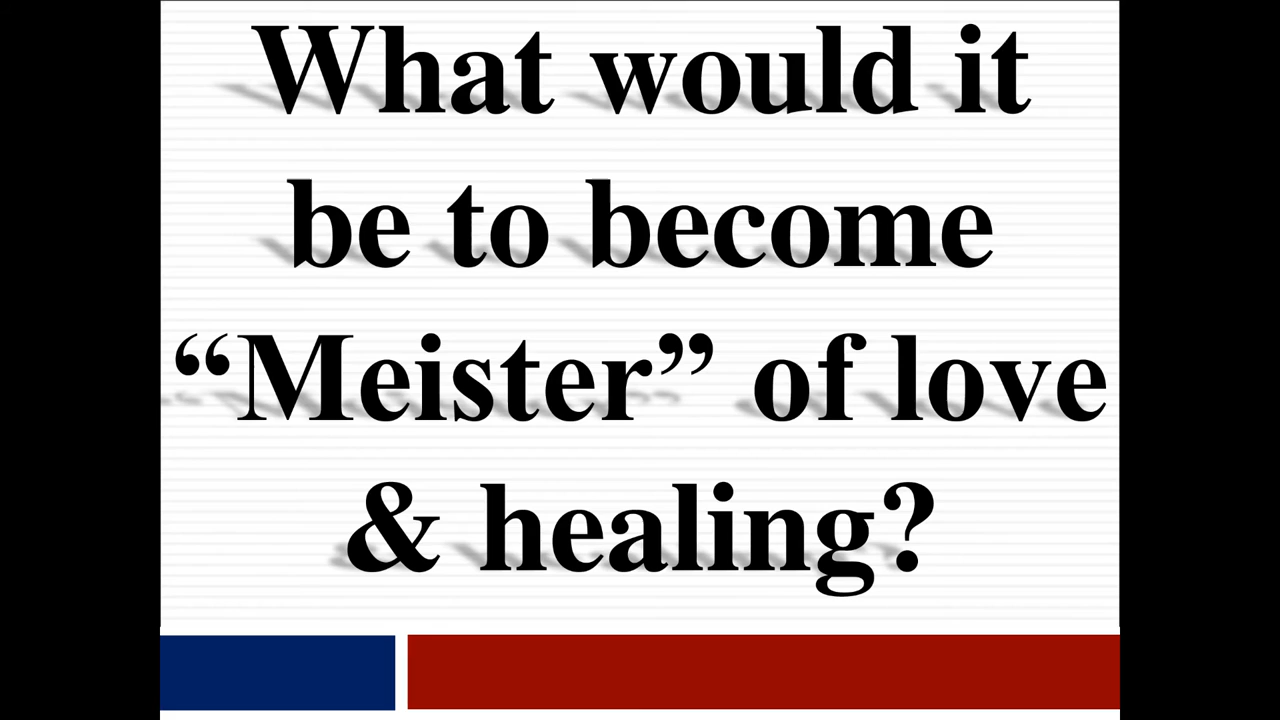 What would it
be to become
“Meister” of love
& healing?